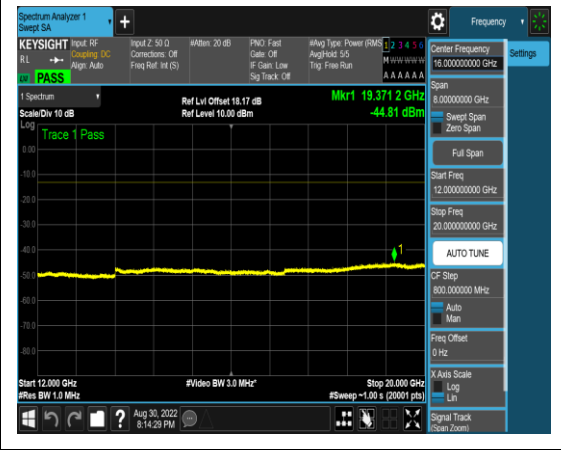 Spectrum Analyzer 1
Swept SA
Frequency
KEYSIGHT
RL
PASS
Input: RF
Coupling: DC
Align: Auto
Input Z: 50 Ω
Corrections: Off
Freq Ref: Int (S)
#Atten: 20 dB
PNO: Fast
Gate: Off
IF Gain: Low
Sig Track: Off
#Avg Type: Power (RMS
Avg|Hold: 5/5
Trig: Free Run
1 2 3 4 5 6
M W W W W W
A A A A A A
1 Spectrum
Scale/Div 10 dB
Ref Lvl Offset 18.17 dB
Ref Level 10.00 dBm
Mkr1 19.371 2 GHz
-44.81 dBm
Log
Trace 1 Pass
0.00
-10.0
-20.0
-30.0
-40.0
-50.0
-60.0
-70.0
-80.0
1
Start 12.000 GHz
#Res BW 1.0 MHz
#Video BW 3.0 MHz*
Stop 20.000 GHz
#Sweep ~1.00 s (20001 pts)
Aug 30, 2022
8:14:29 PM
Center Frequency
16.000000000 GHz
Span
8.00000000 GHz
Swept Span
Zero Span
Full Span
Start Freq
12.000000000 GHz
Stop Freq
20.000000000 GHz
AUTO TUNE
CF Step
800.000000 MHz
Auto
Man
Freq Offset
0 Hz
X Axis Scale
Log
Lin
Signal Track
(Span Zoom)
Settings